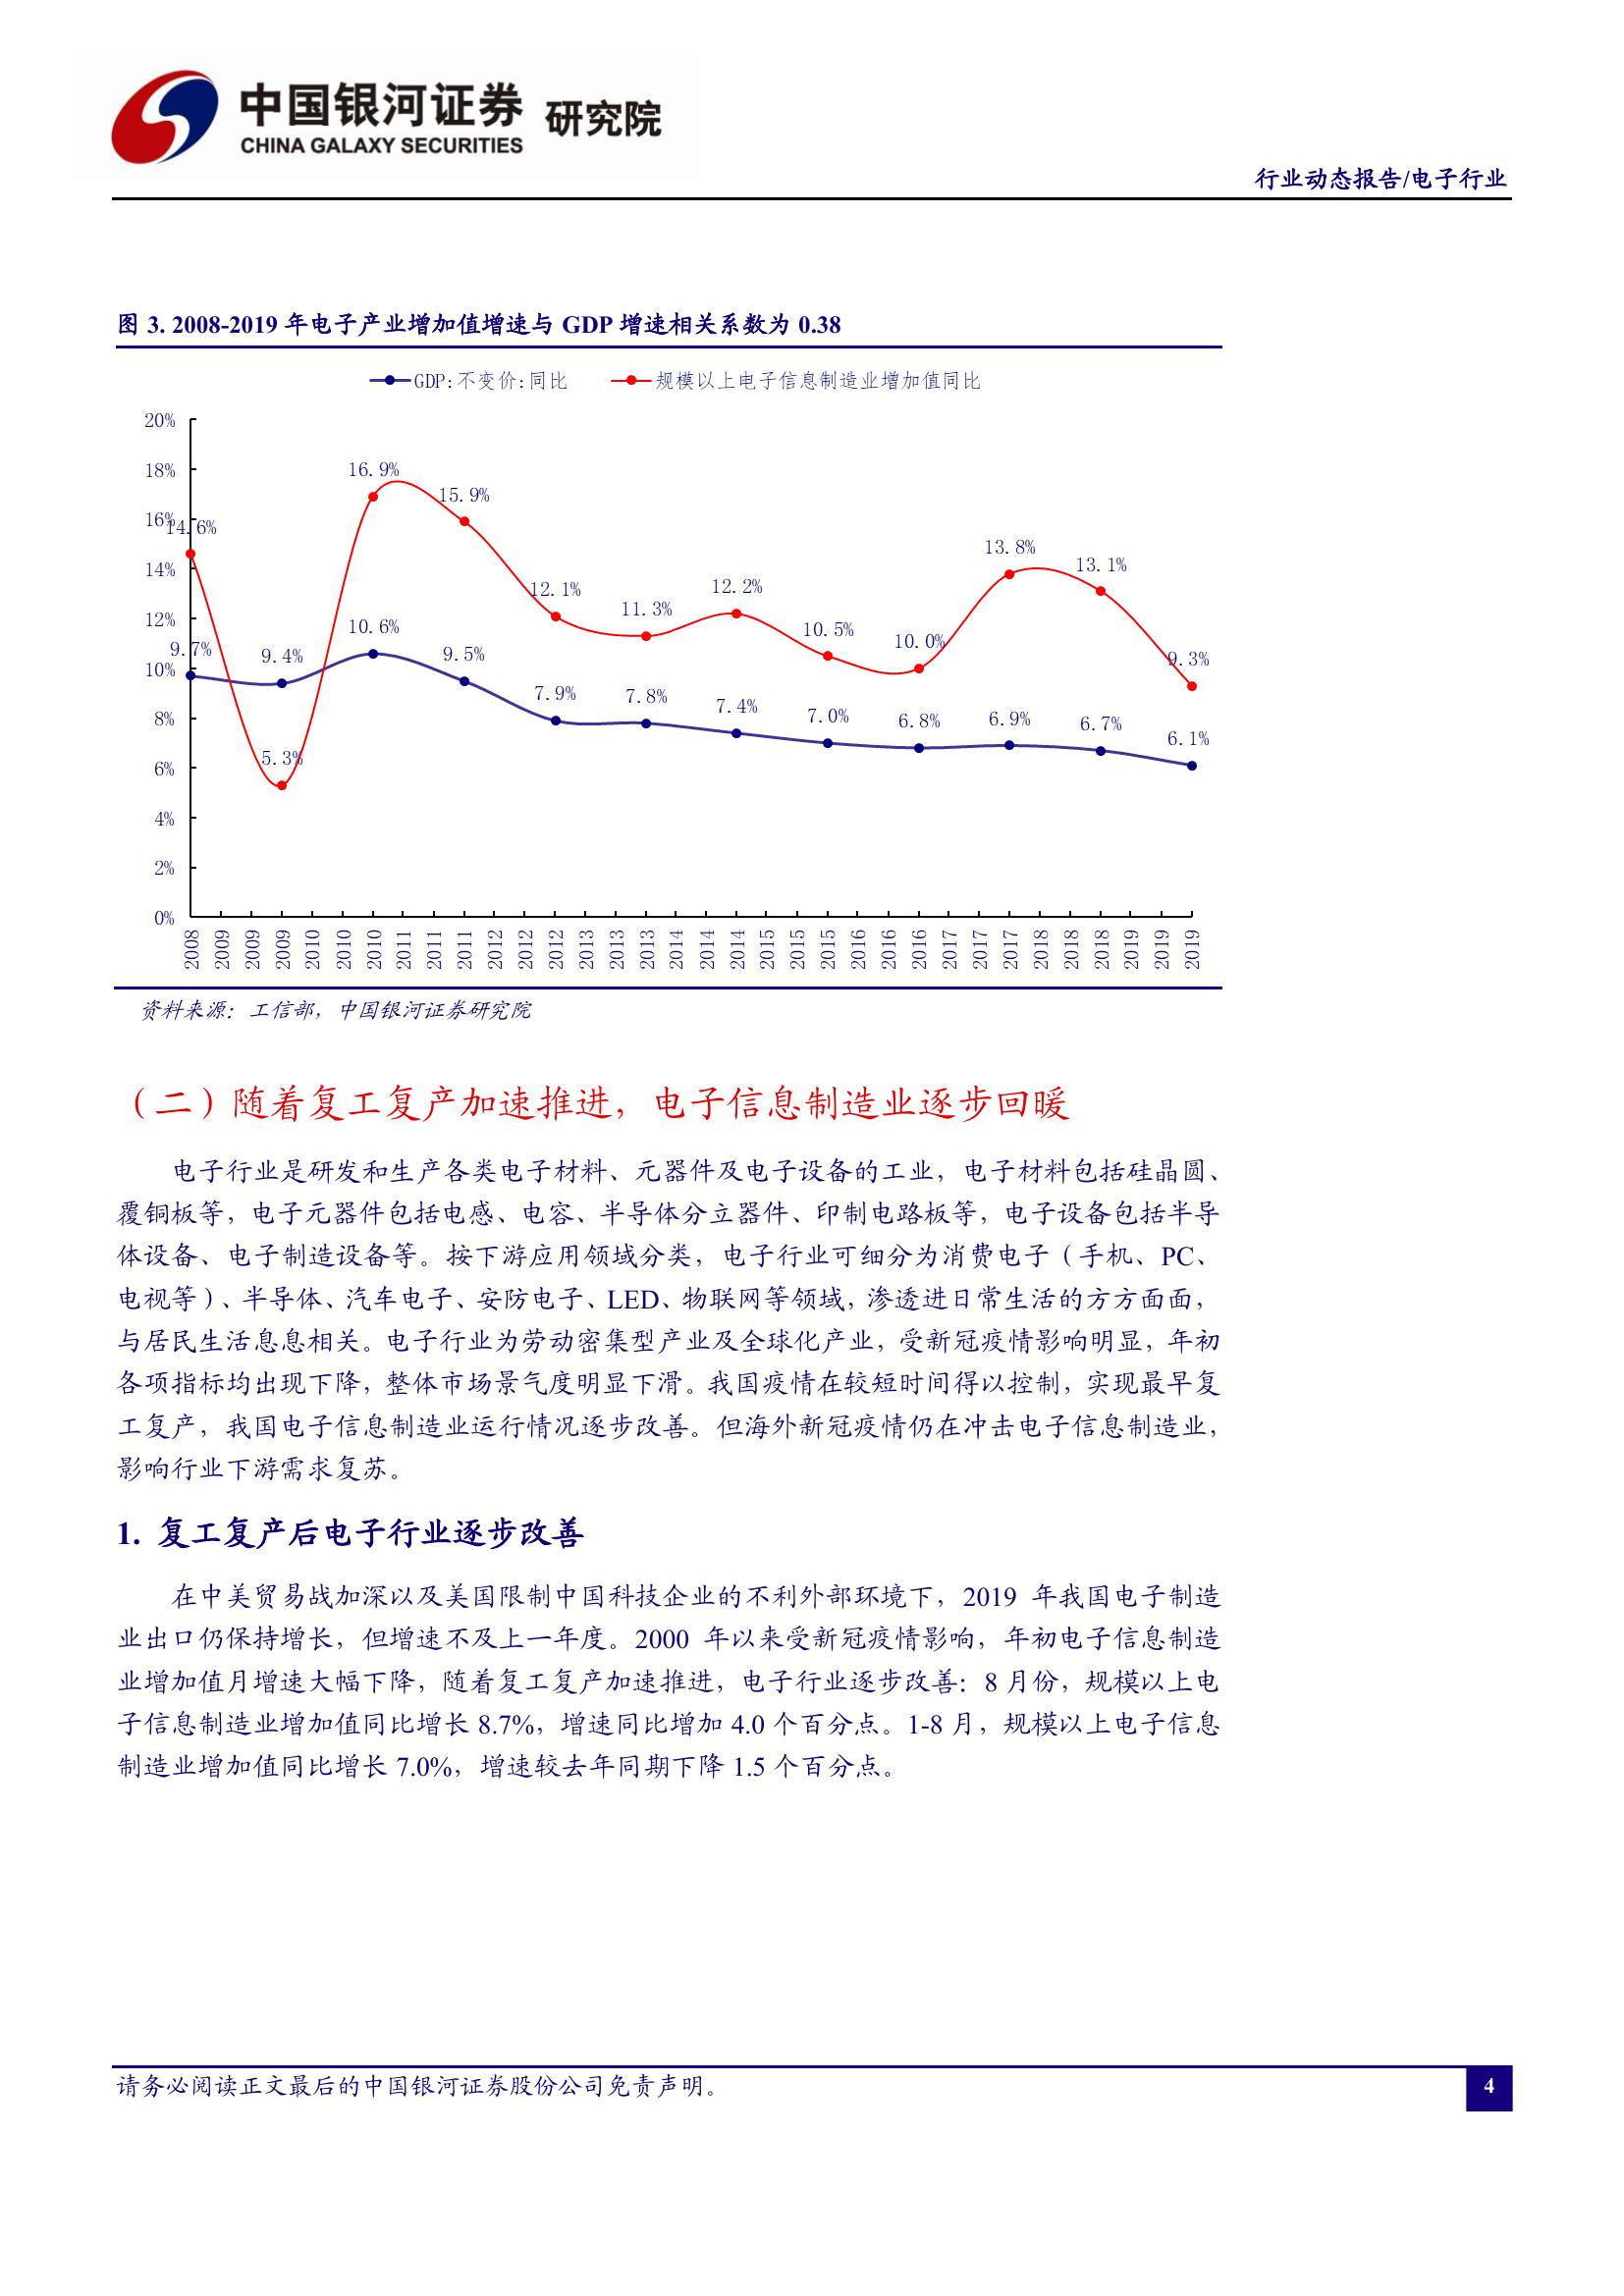 中国银河证券 研究院
CHINA GALAXY SECURITIES
行业动态报告/电子行业
图 3. 2008-2019 年电子产业增加值增速与 GDP 增速相关系数为 0.38
GDP:不变价:同比 规模以上电子信息制造业增加值同比
20%
18%
16%
14%
12%
10%
8%
6%
4%
2%
0%
14.6% 5.3% 16.9% 15.9% 12.1% 11.3% 12.2% 10.5% 10.0% 13.8% 13.1% 9.3%
9.7% 9.4% 10.6% 9.5% 7.9% 7.8% 7.4% 7.0% 6.8% 6.9% 6.7% 6.1%
2008 2009 2009 2009 2010 2010 2010 2011 2011 2011 2012 2012 2012 2013 2013 2013 2014 2014 2014 2015 2015 2015 2016 2016 2016 2017 2017 2017 2018 2018 2018 2019 2019 2019
资料来源：工信部，中国银河证券研究院
（二）随着复工复产加速推进，电子信息制造业逐步回暖
电子行业是研发和生产各类电子材料、元器件及电子设备的工业，电子材料包括硅晶圆、
覆铜板等，电子元器件包括电感、电容、半导体分立器件、印制电路板等，电子设备包括半导
体设备、电子制造设备等。按下游应用领域分类，电子行业可细分为消费电子（手机、PC、
电视等）、半导体、汽车电子、安防电子、LED、物联网等领域，渗透进日常生活的方方面面，
与居民生活息息相关。电子行业为劳动密集型产业及全球化产业，受新冠疫情影响明显，年初
各项指标均出现下降，整体市场景气度明显下滑。我国疫情在较短时间得以控制，实现最早复
工复产，我国电子信息制造业运行情况逐步改善。但海外新冠疫情仍在冲击电子信息制造业，
影响行业下游需求复苏。
1. 复工复产后电子行业逐步改善
在中美贸易战加深以及美国限制中国科技企业的不利外部环境下，2019 年我国电子制造
业出口仍保持增长，但增速不及上一年度。2000 年以来受新冠疫情影响，年初电子信息制造
业增加值月增速大幅下降，随着复工复产加速推进，电子行业逐步改善：8 月份，规模以上电
子信息制造业增加值同比增长 8.7%，增速同比增加 4.0 个百分点。1-8 月，规模以上电子信息
制造业增加值同比增长 7.0%，增速较去年同期下降 1.5 个百分点。
请务必阅读正文最后的中国银河证券股份公司免责声明。
4